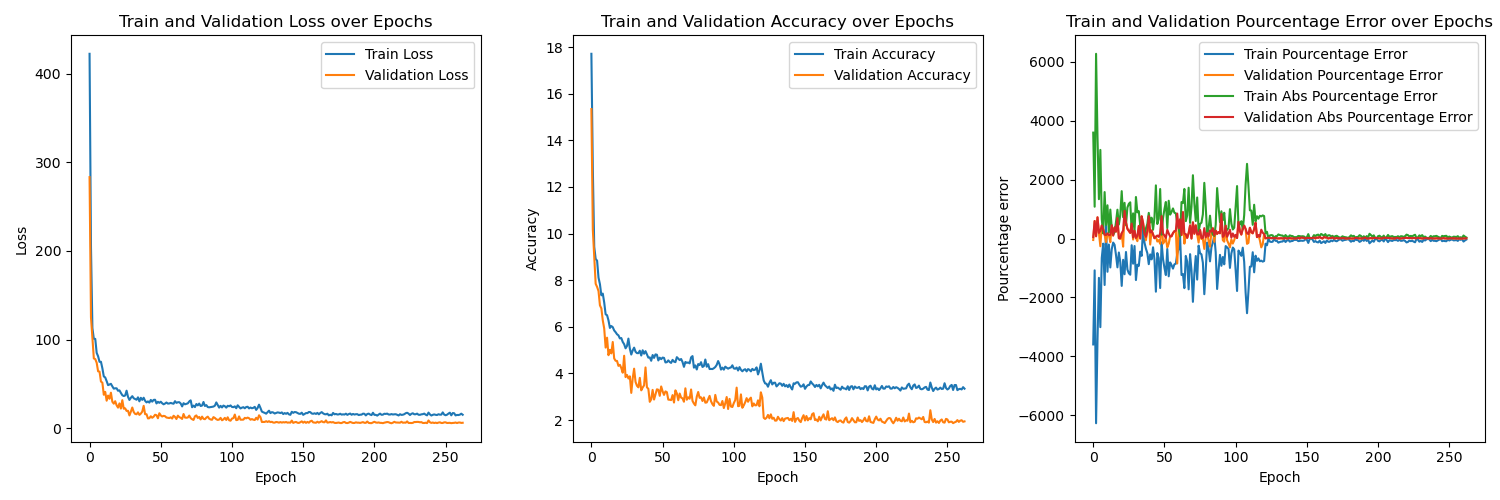 Train and Validation Loss over Epochs
Train Loss
Validation Loss
400
300
200
100
0
Loss
0
50
100
150
200
250
Epoch
Train and Validation Accuracy over Epochs
Train Accuracy
Validation Accuracy
18
16
14
12
10
8
6
4
2
Accuracy
0
50
100
150
200
250
Epoch
Train and Validation Pourcentage Error over Epochs
Train Pourcentage Error
Validation Pourcentage Error
Train Abs Pourcentage Error
Validation Abs Pourcentage Error
6000
4000
2000
0
−2000
−4000
−6000
Pourcentage error
0
50
100
150
200
250
Epoch